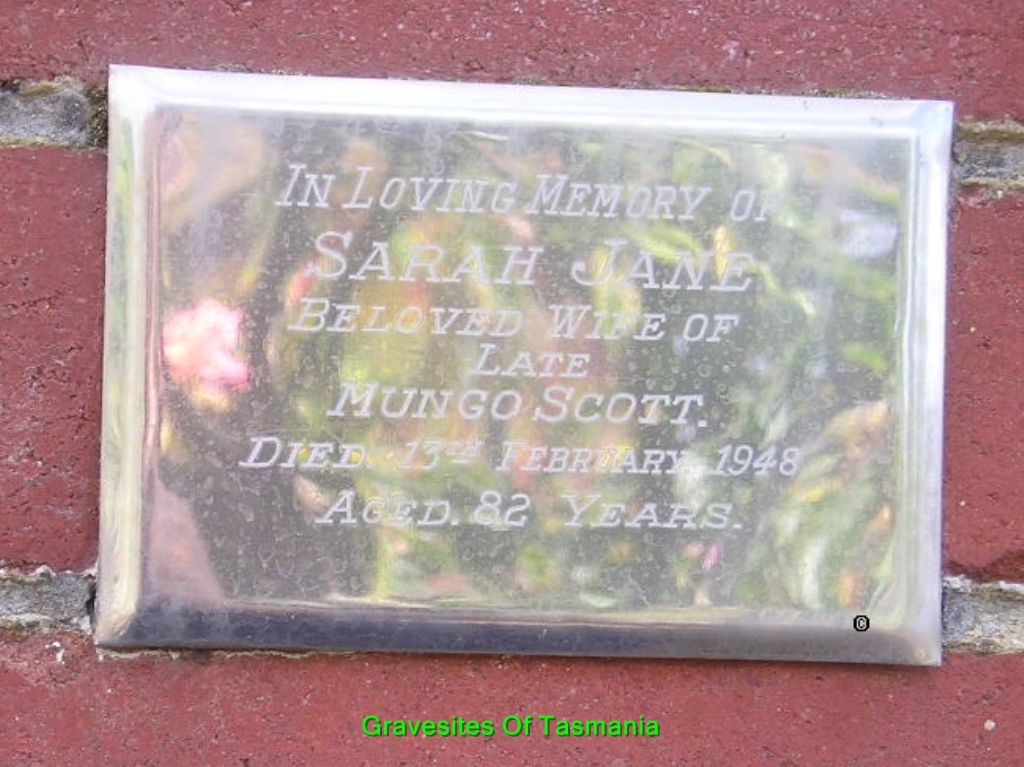 IN LOVING MEMORY OF
SARAH JANE
BELOVED WIFE OF
LATE
MUNGO SCOTT.
DIED. 13TH FEBRUARY 1948
AGED. 82 YEARS.
©
Gravesites Of Tasmania